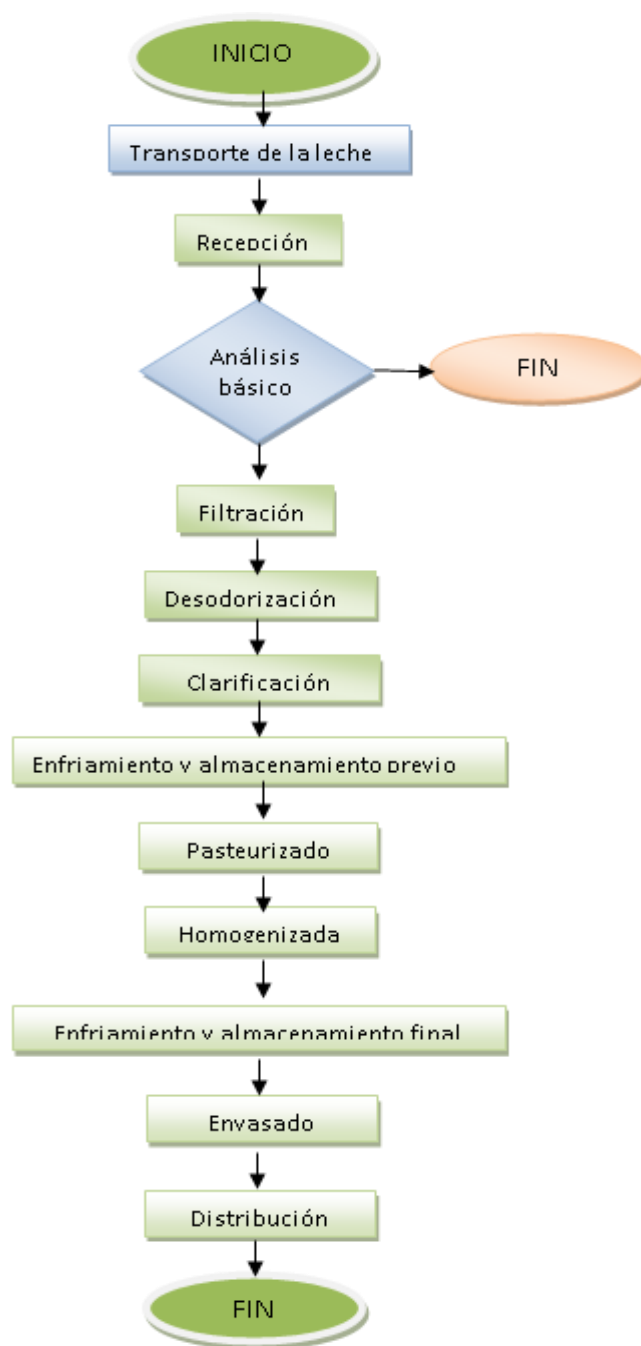 INICIO
Transporte de la leche
Recepción
Análisis
básico
FIN
Filtración
Desodorización
Clarificación
Enfriamiento y almacenamiento previo
Pasteurizado
Homogenizada
Enfriamiento y almacenamiento final
Envasado
Distribución
FIN